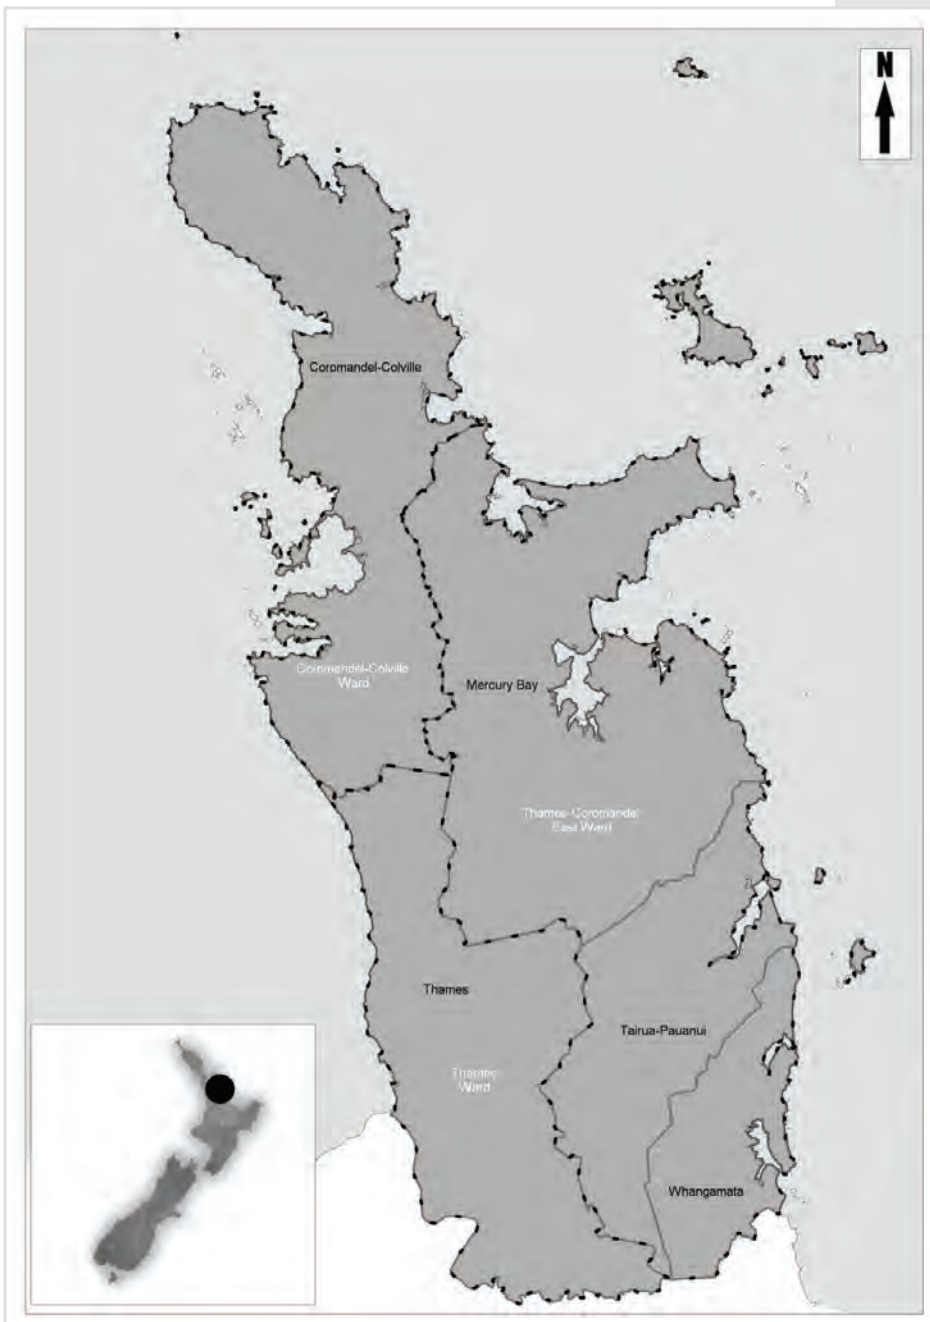 N
Coromandel-Colville
Coromandel-Colville
Ward
Mercury Bay
Thames-Coromandel
East Ward
Thames
Tairua-Pauanui
Thames
Ward
Whangamata